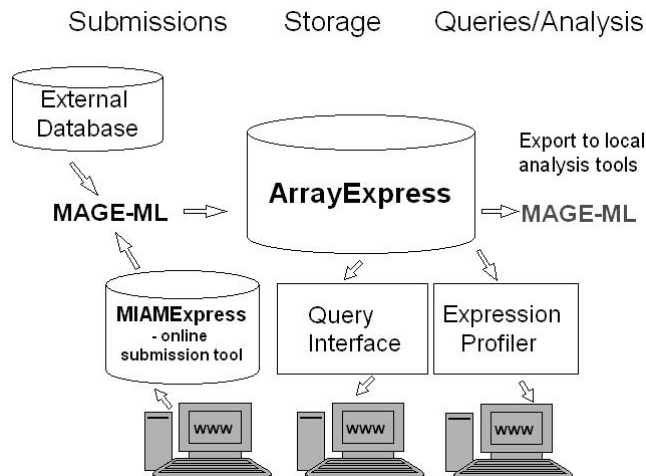 Submissions
Storage
Queries/Analysis
External
Database
MAGE-ML
ArrayExpress
Export to local
analysis tools
MAGE-ML
MIAMExpress
- online
submission tool
Query
Interface
Expression
Profiler
www
www
www